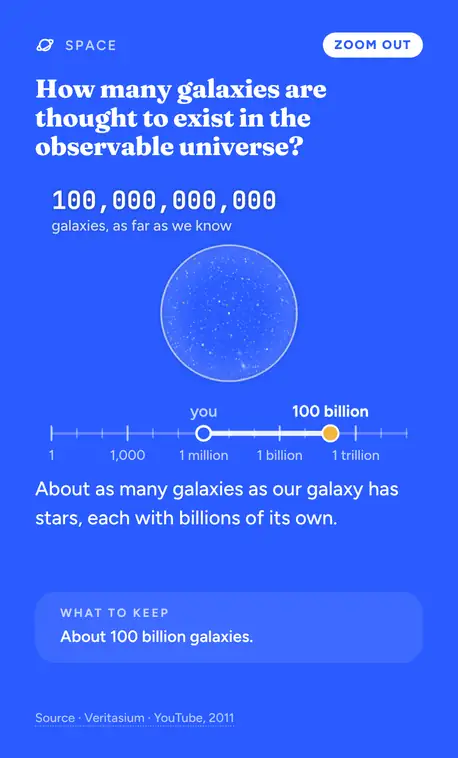 SPACE
ZOOM OUT
How many galaxies are
thought to exist in the
observable universe?
100,000,000,000
galaxies, as far as we know
you
100 billion
1
1,000
1 million
1 billion
1 trillion
About as many galaxies as our galaxy has
stars, each with billions of its own.
WHAT TO KEEP
About 100 billion galaxies.
Source · Veritasium · YouTube, 2011